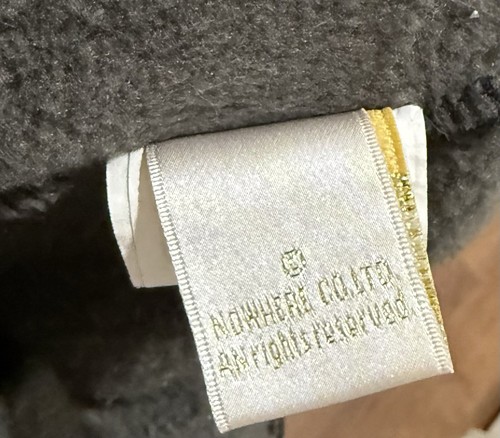 NOWHERE CO.LTD.
All rights reserved.